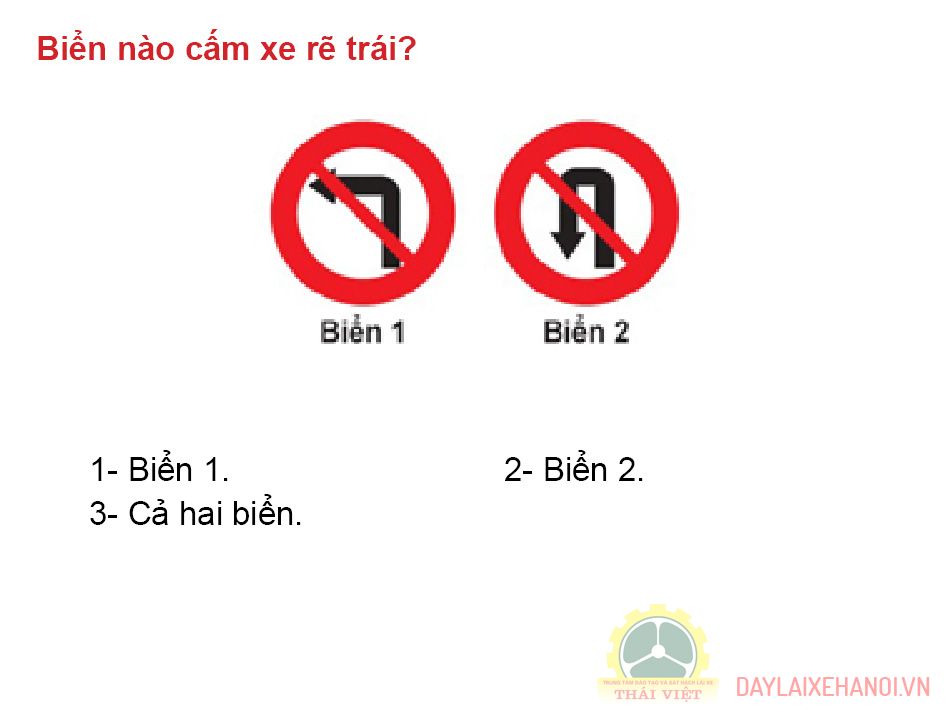 Biển nào cấm xe rẽ trái?
Biển 1 Biển 2
1- Biển 1. 2- Biển 2.
3- Cả hai biển.
TRUNG TÂM ĐÀO TẠO VÀ SÁT HẠCH LÁI XE
THÁI VIỆT
DAYLAIXEHANOI.VN